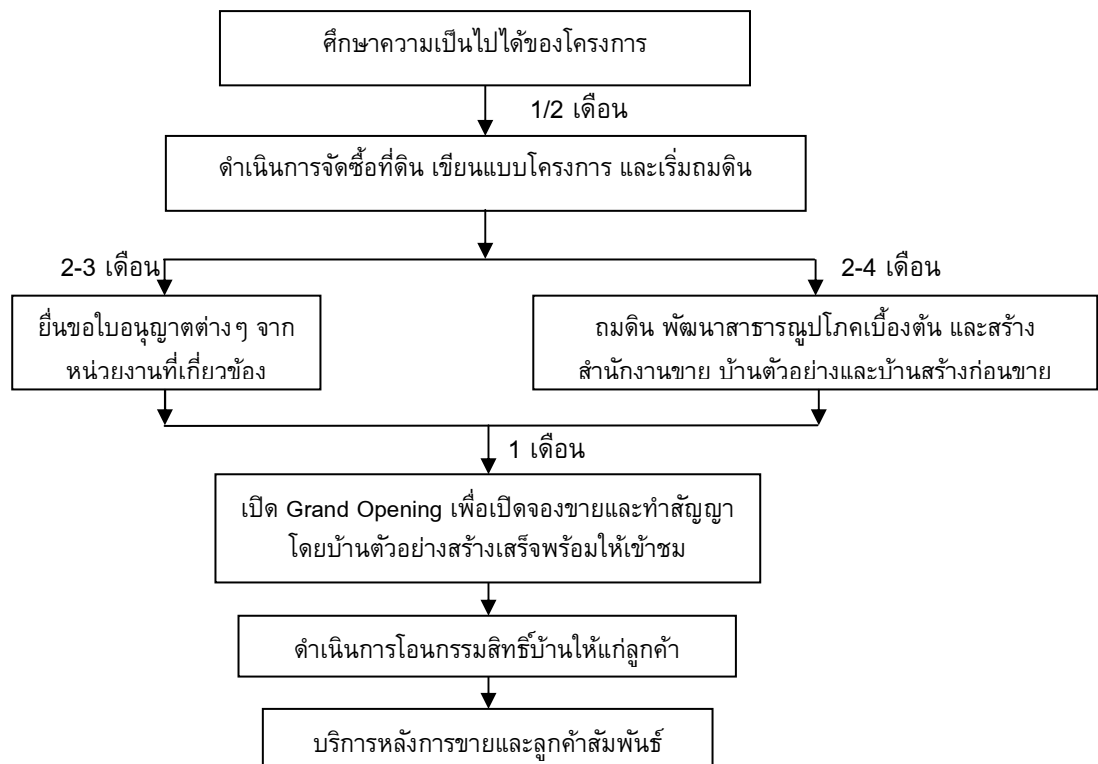 ศึกษาความเป็นไปได้ของโครงการ
1/2 เดือน
ดำเนินการจัดซื้อที่ดิน เขียนแบบโครงการ และเริ่มถมดิน
2-3 เดือน
2-4 เดือน
ยื่นขอใบอนุญาตต่างๆ จาก
หน่วยงานที่เกี่ยวข้อง
ถมดิน พัฒนาสาธารณูปโภคเบื้องต้น และสร้าง
สำนักงานขาย บ้านตัวอย่างและบ้านสร้างก่อนขาย
1 เดือน
เปิด Grand Opening เพื่อเปิดจองขายและทำสัญญา
โดยบ้านตัวอย่างสร้างเสร็จพร้อมให้เข้าชม
ดำเนินการโอนกรรมสิทธิ์บ้านให้แก่ลูกค้า
บริการหลังการขายและลูกค้าสัมพันธ์